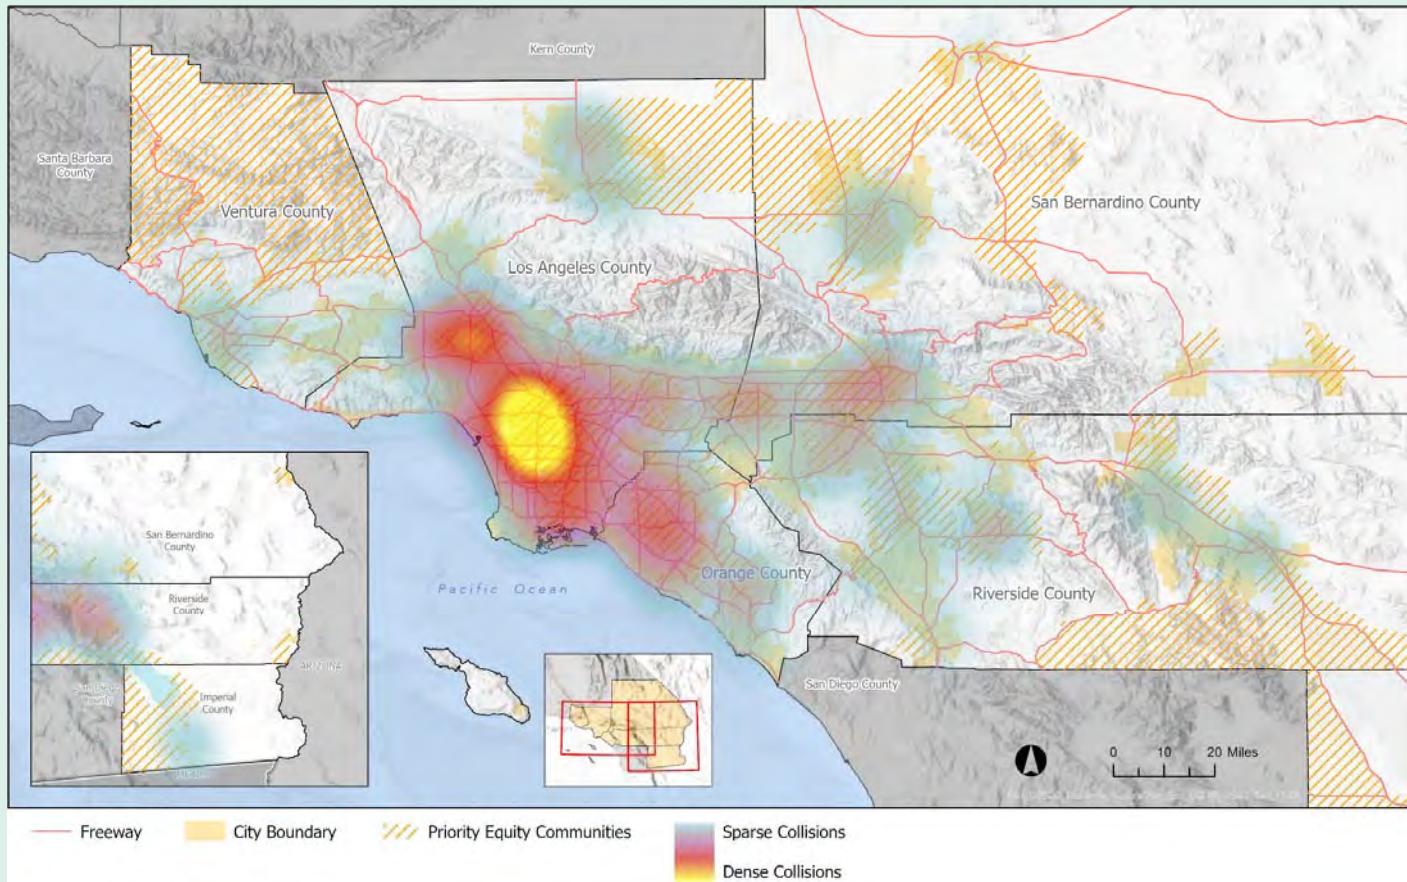 Kern County
Santa Barbara
County
Ventura County
San Bernardino County
Los Angeles County
Pacific Ocean
Orange County
Riverside County
San Diego County
San Bernardino
County
Riverside
County
ARIZONA
San Diego
County
Imperial
County
0 10 20 Miles
Freeway
City Boundary
Priority Equity Communities
Sparse Collisions
Dense Collisions